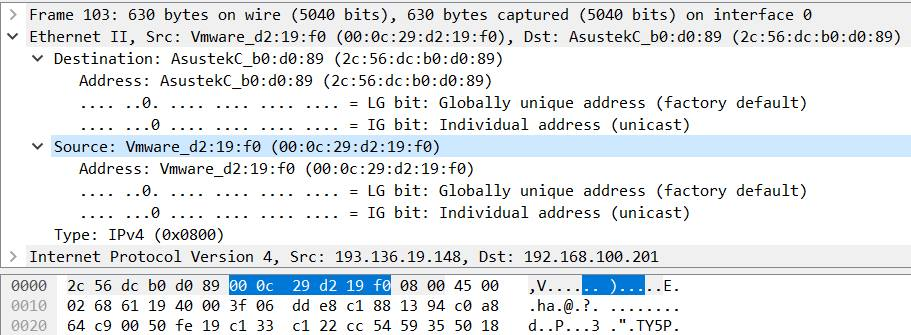 Frame 103: 630 bytes on wire (5040 bits), 630 bytes captured (5040 bits) on interface 0
Ethernet II, Src: Vmware_d2:19:f0 (00:0c:29:d2:19:f0), Dst: AsustekC_b0:d0:89 (2c:56:dc:b0:d0:89)
Destination: AsustekC_b0:d0:89 (2c:56:dc:b0:d0:89)
Address: AsustekC_b0:d0:89 (2c:56:dc:b0:d0:89)
.... ..0. .... .... .... .... = LG bit: Globally unique address (factory default)
.... ...0 .... .... .... .... = IG bit: Individual address (unicast)
Source: Vmware_d2:19:f0 (00:0c:29:d2:19:f0)
Address: Vmware_d2:19:f0 (00:0c:29:d2:19:f0)
.... ..0. .... .... .... .... = LG bit: Globally unique address (factory default)
.... ...0 .... .... .... .... = IG bit: Individual address (unicast)
Type: IPv4 (0x0800)
Internet Protocol Version 4, Src: 193.136.19.148, Dst: 192.168.100.201
0000 2c 56 dc b0 d0 89 00 0c 29 d2 19 f0 08 00 45 00 ,V...... ).....E.
0010 02 68 61 19 40 00 3f 06 dd e8 c1 88 13 94 c0 a8 .ha.@.?. ........
0020 64 c9 00 50 fe 19 c1 33 c1 22 cc 54 59 35 50 18 d..P...3 .".TY5P.